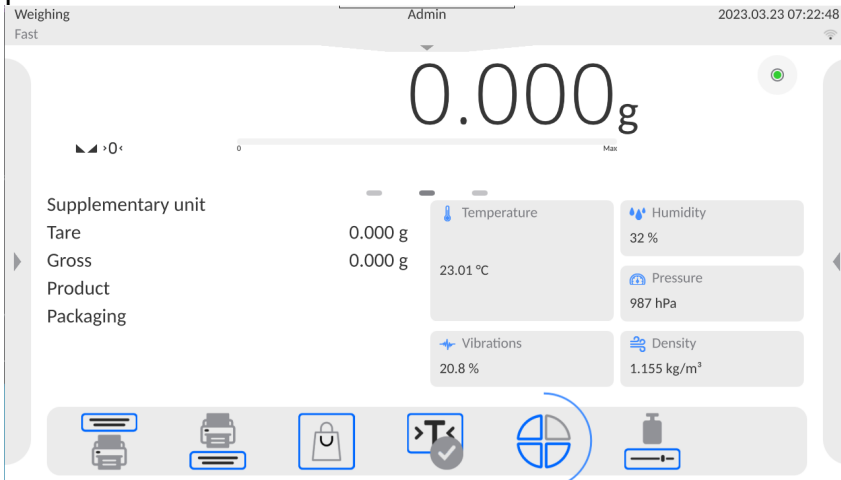 Weighing Admin 2023.03.23 07:22:48
Fast
0.000 g
›0‹
0 Max
Supplementary unit
Tare 0.000 g
Gross 0.000 g
Product
Packaging
Temperature
23.01 °C
Humidity
32 %
Pressure
987 hPa
Vibrations
20.8 %
Density
1.155 kg/m³
›T‹